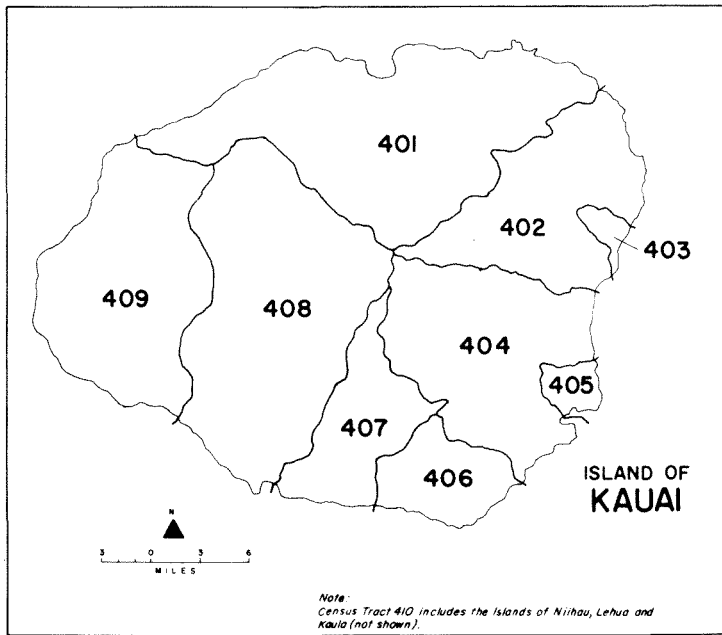 401
402
403
409
408
404
405
407
406
ISLAND OF
KAUAI
N
3 0 3 6
MILES
Note:
Census Tract 410 includes the Islands of Niihau, Lehua and
Kaula (not shown).